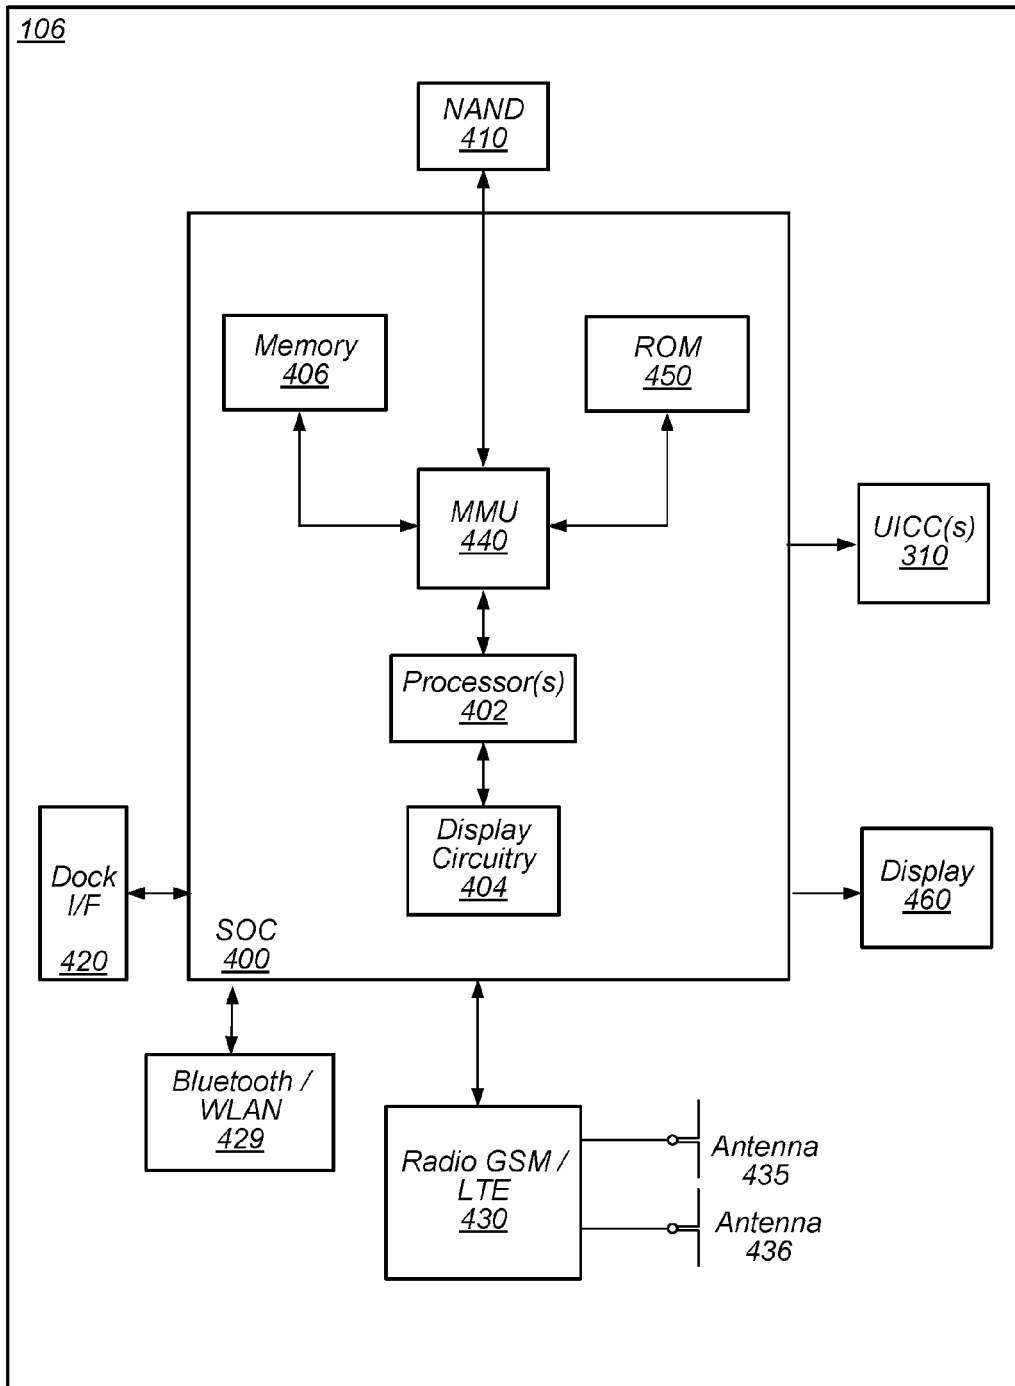 106
NAND
410
Memory
406
ROM
450
MMU
440
UICC(s)
310
Processor(s)
402
Display
Circuitry
404
Dock
I/F
420
Display
460
SOC
400
Bluetooth /
WLAN
429
Radio GSM /
LTE
430
Antenna
435
Antenna
436